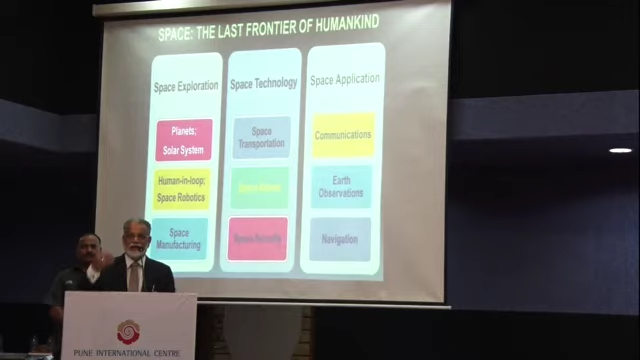 SPACE: THE LAST FRONTIER OF HUMANKIND
Space Exploration
Planets;
Solar System
Human-in-loop;
Space Robotics
Space
Manufacturing
Space Technology
Space
Transportation
Space
Space Security
Space Application
Communications
Earth
Observations
Navigation
PUNE INTERNATIONAL CENTRE